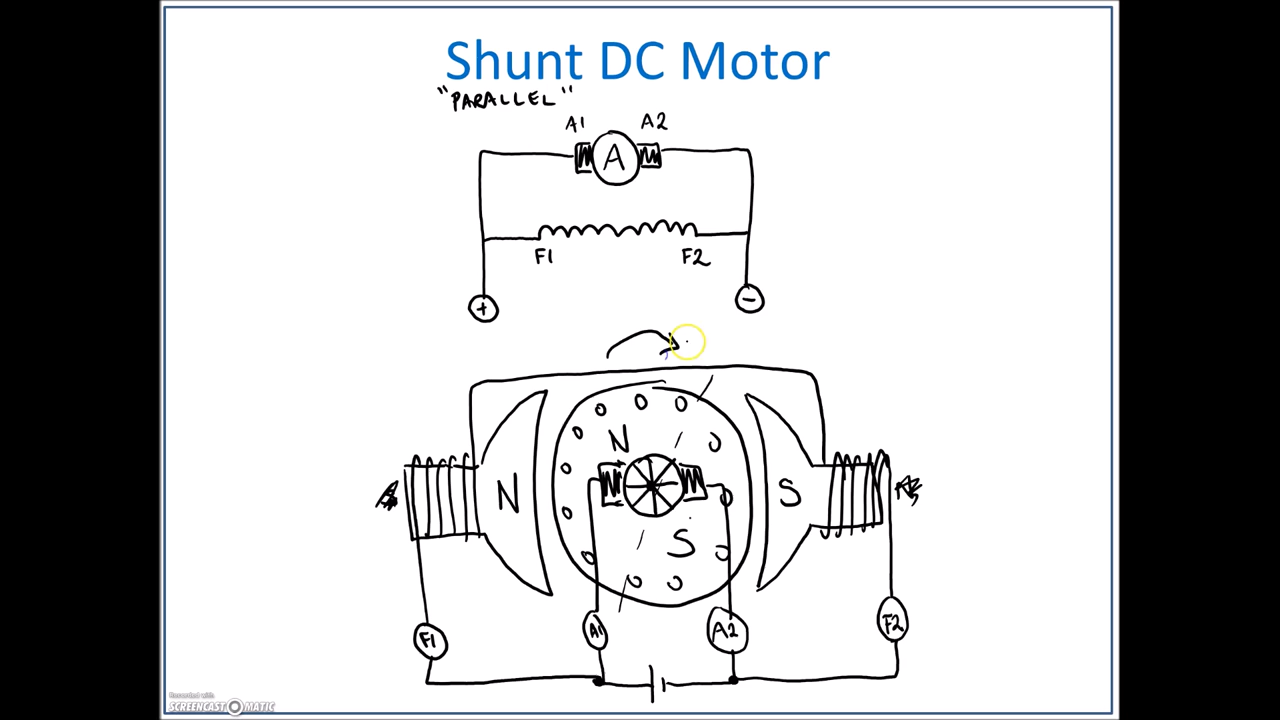 Shunt DC Motor
"PARALLEL"
A1 A2
A
F1 F2
+ −
N
N S
S
F1 A1 A2 F2
Recorded with
SCREENCAST-O-MATIC